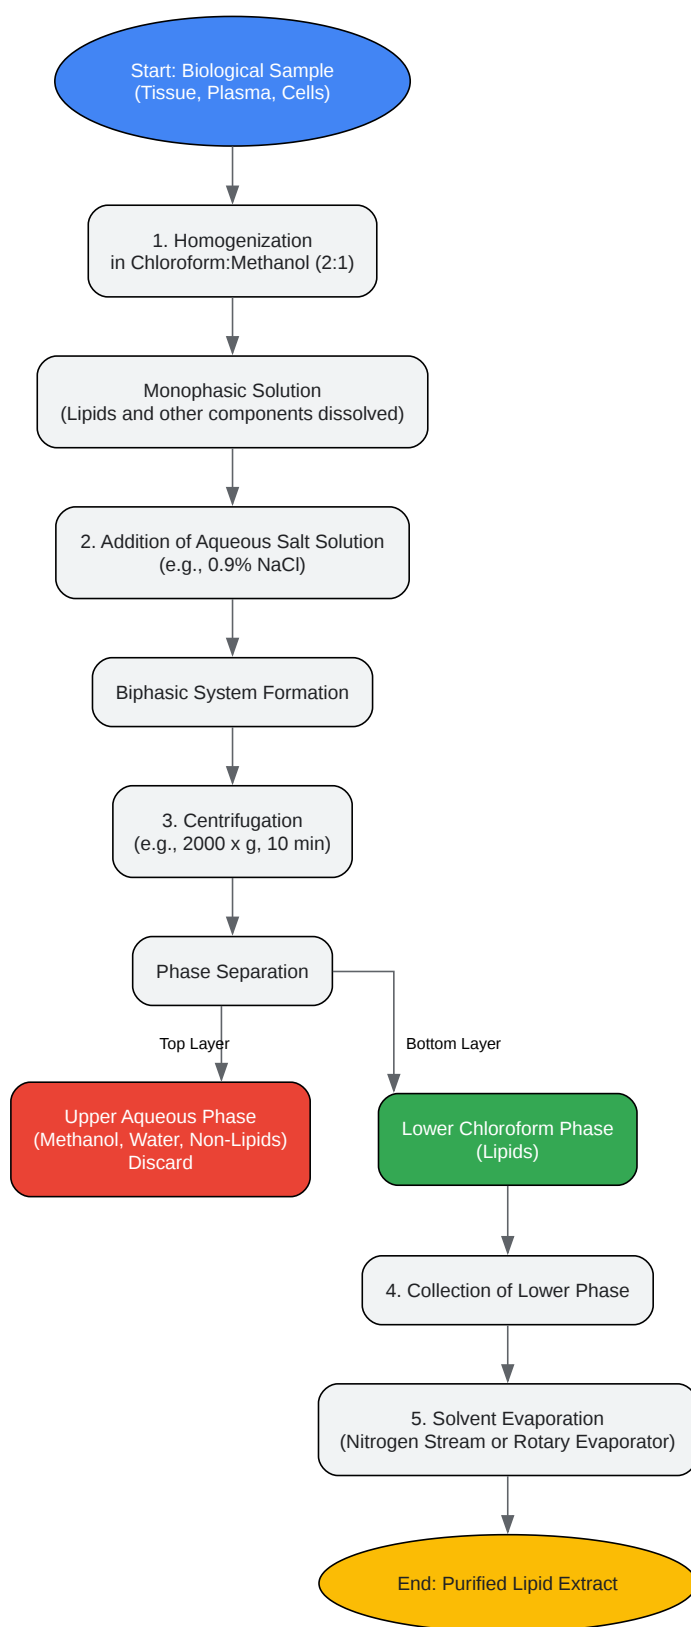 Start: Biological Sample
(Tissue, Plasma, Cells)
1. Homogenization
in Chloroform:Methanol (2:1)
Monophasic Solution
(Lipids and other components dissolved)
2. Addition of Aqueous Salt Solution
(e.g., 0.9% NaCl)
Biphasic System Formation
3. Centrifugation
(e.g., 2000 x g, 10 min)
Phase Separation
Top Layer
Bottom Layer
Upper Aqueous Phase
(Methanol, Water, Non-Lipids)
Discard
Lower Chloroform Phase
(Lipids)
4. Collection of Lower Phase
5. Solvent Evaporation
(Nitrogen Stream or Rotary Evaporator)
End: Purified Lipid Extract